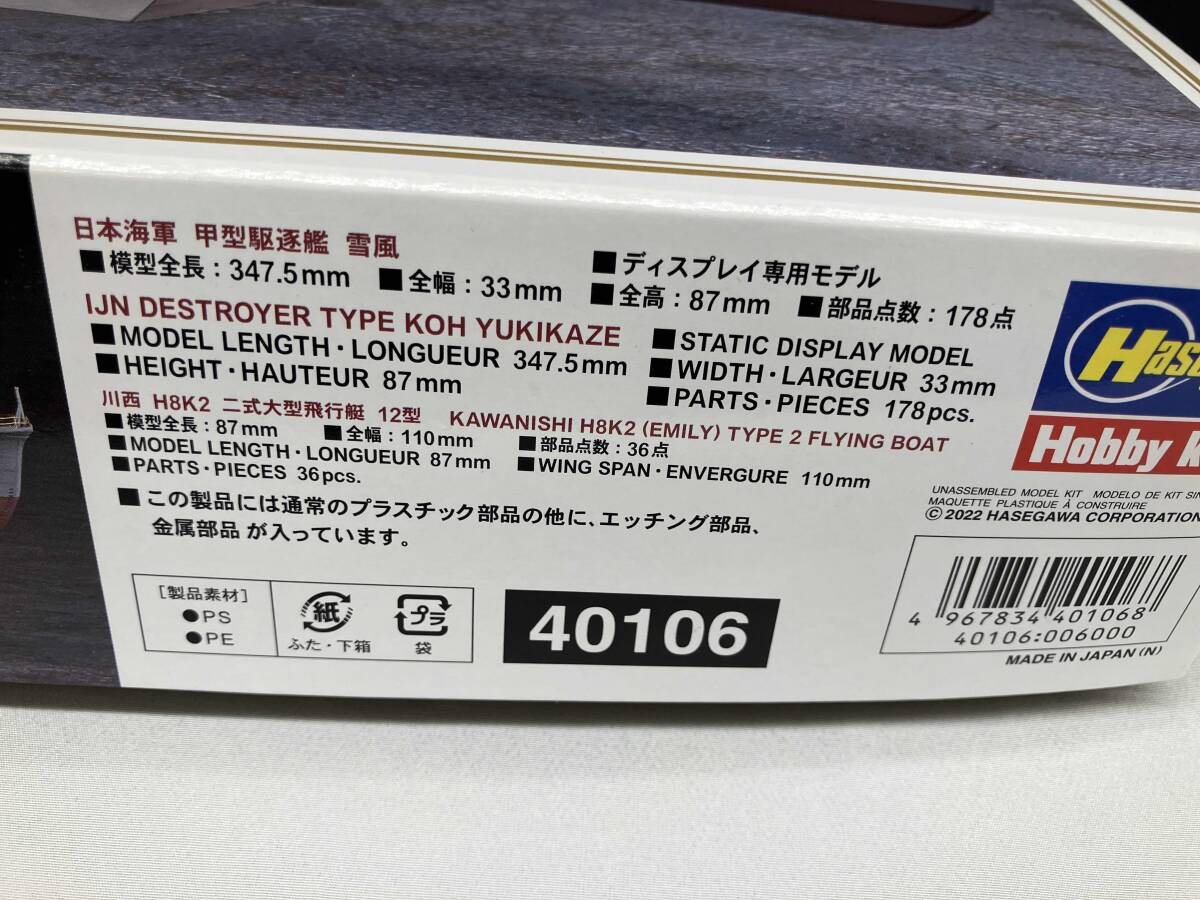 日本海軍 甲型駆逐艦 雪風
■模型全長：347.5mm ■全幅：33mm
■ディスプレイ専用モデル
■全高：87mm ■部品点数：178点
IJN DESTROYER TYPE KOH YUKIKAZE
■MODEL LENGTH・LONGUEUR 347.5mm
■HEIGHT・HAUTEUR 87mm
■STATIC DISPLAY MODEL
■WIDTH・LARGEUR 33mm
■PARTS・PIECES 178pcs.
川西 H8K2 二式大型飛行艇 12型 KAWANISHI H8K2 (EMILY) TYPE 2 FLYING BOAT
■模型全長：87mm ■全幅：110mm ■部品点数：36点
■MODEL LENGTH・LONGUEUR 87mm ■WING SPAN・ENVERGURE 110mm
■PARTS・PIECES 36pcs.
■この製品には通常のプラスチック部品の他に、エッチング部品、
金属部品が入っています。
［製品素材］
●PS
●PE
紙
ふた・下箱
プラ
袋
40106
Has
Hobby K
UNASSEMBLED MODEL KIT MODELO DE KIT SIN
MAQUETTE PLASTIQUE À CONSTRUIRE
© 2022 HASEGAWA CORPORATION
4 967834 401068
40106:006000
MADE IN JAPAN (N)